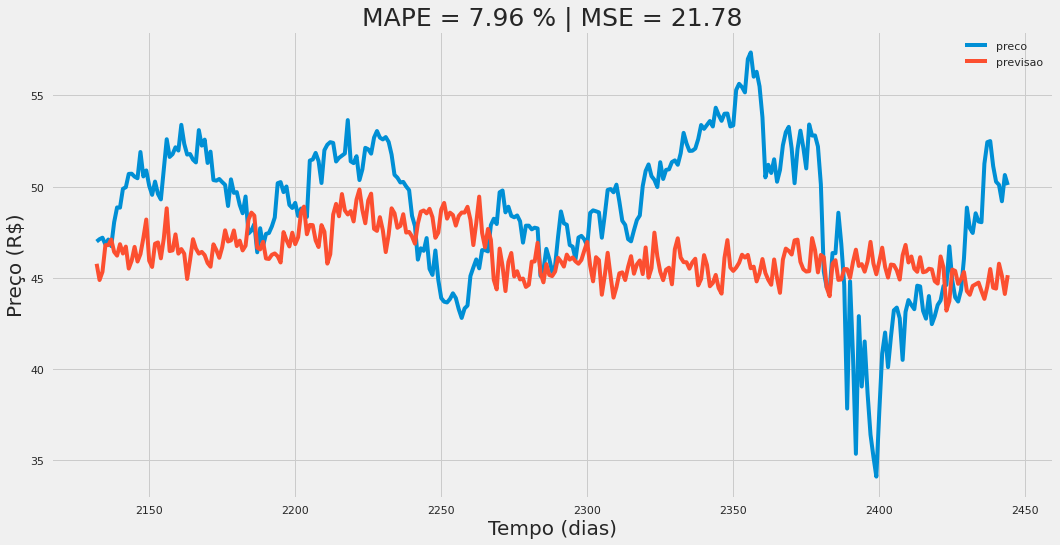 MAPE = 7.96 % | MSE = 21.78
preco
previsao
Preço (R$)
55
50
45
40
35
2150 2200 2250 2300 2350 2400 2450
Tempo (dias)